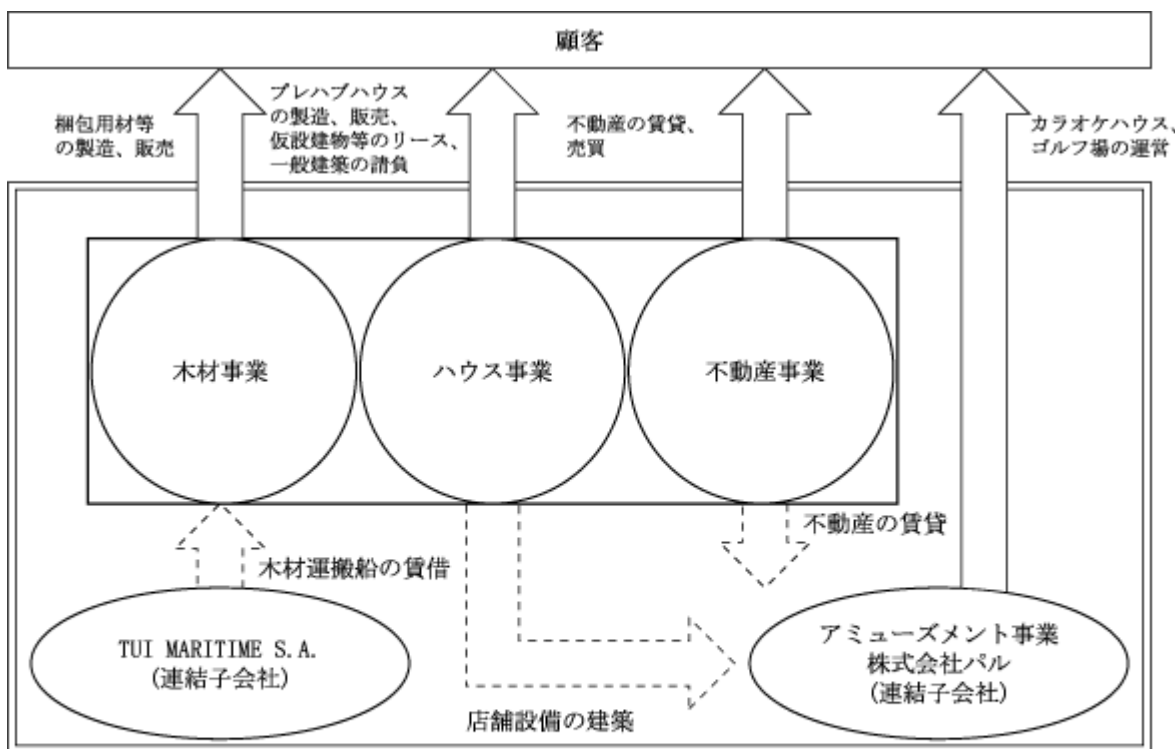 顧客
梱包用材等
の製造、販売
プレハブハウス
の製造、販売、
仮設建物等のリース、
一般建築の請負
不動産の賃貸、
売買
カラオケハウス、
ゴルフ場の運営
木材事業
ハウス事業
不動産事業
木材運搬船の賃借
不動産の賃貸
TUI MARITIME S.A.
(連結子会社)
アミューズメント事業
株式会社パル
(連結子会社)
店舗設備の建築